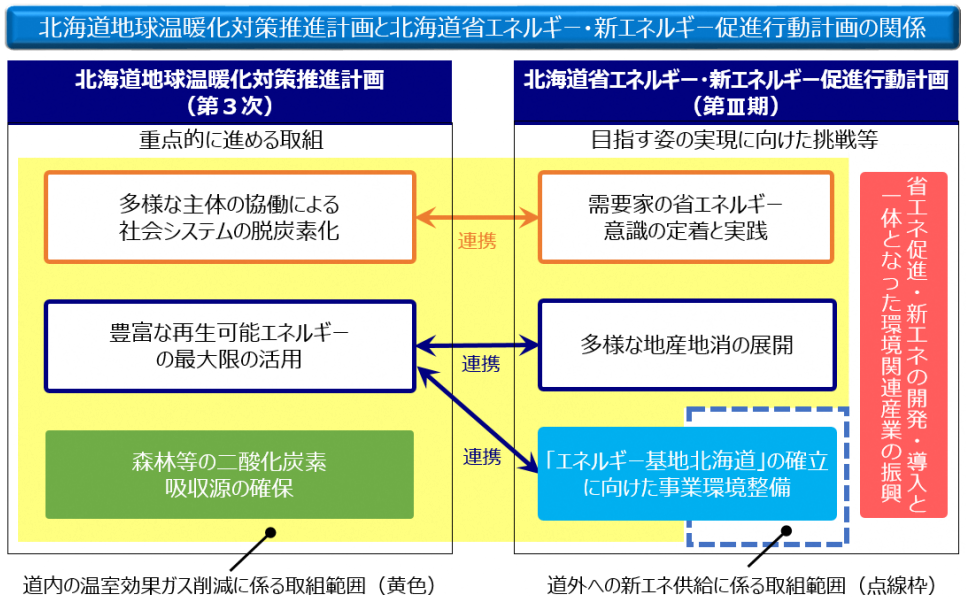 北海道地球温暖化対策推進計画と北海道省エネルギー・新エネルギー促進行動計画の関係
北海道地球温暖化対策推進計画
（第３次）
重点的に進める取組
多様な主体の協働による
社会システムの脱炭素化
豊富な再生可能エネルギー
の最大限の活用
森林等の二酸化炭素
吸収源の確保
連携
連携
連携
北海道省エネルギー・新エネルギー促進行動計画
（第Ⅲ期）
目指す姿の実現に向けた挑戦等
需要家の省エネルギー
意識の定着と実践
多様な地産地消の展開
「エネルギー基地北海道」の確立
に向けた事業環境整備
省エネ促進・新エネの開発・導入と
一体となった環境関連産業の振興
道内の温室効果ガス削減に係る取組範囲（黄色）
道外への新エネ供給に係る取組範囲（点線枠）